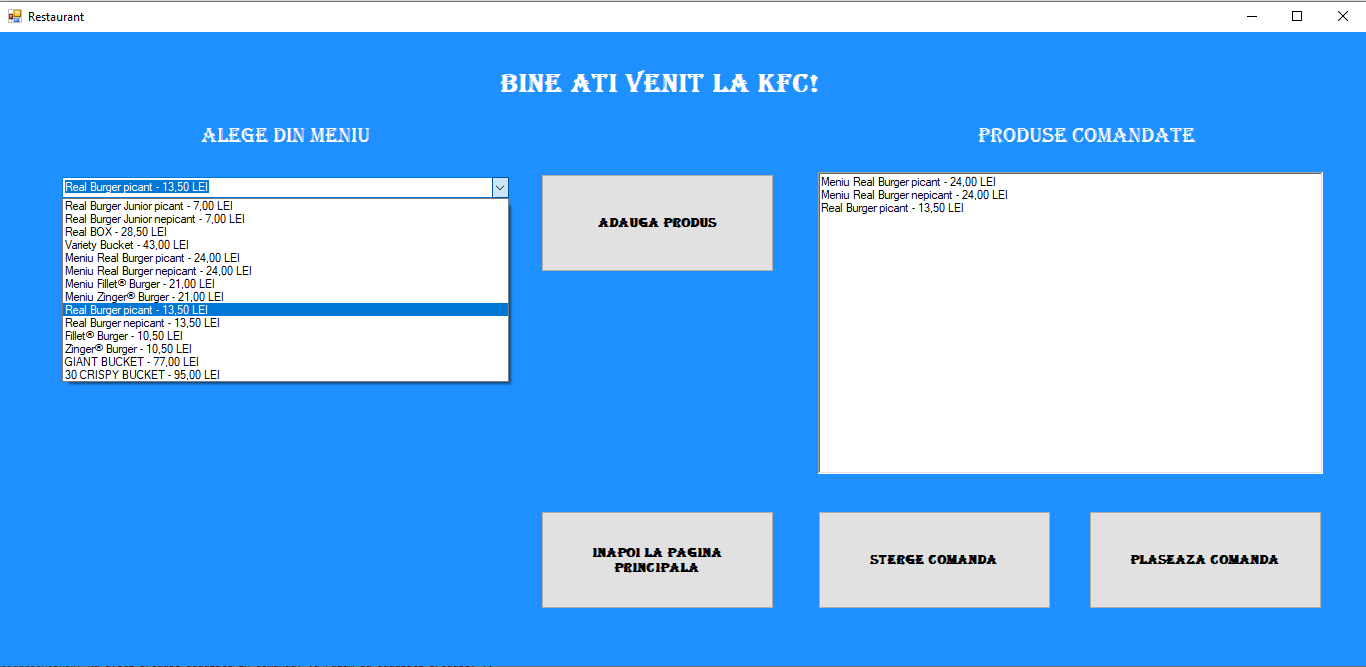 Restaurant
BINE ATI VENIT LA KFC!
ALEGE DIN MENIU
PRODUSE COMANDATE
Real Burger picant - 13,50 LEI
Real Burger Junior picant - 7,00 LEI
Real Burger Junior nepicant - 7,00 LEI
Real BOX - 28,50 LEI
Variety Bucket - 43,00 LEI
Meniu Real Burger picant - 24,00 LEI
Meniu Real Burger nepicant - 24,00 LEI
Meniu Fillet® Burger - 21,00 LEI
Meniu Zinger® Burger - 21,00 LEI
Real Burger picant - 13,50 LEI
Real Burger nepicant - 13,50 LEI
Fillet® Burger - 10,50 LEI
Zinger® Burger - 10,50 LEI
GIANT BUCKET - 77,00 LEI
30 CRISPY BUCKET - 95,00 LEI
ADAUGA PRODUS
Meniu Real Burger picant - 24,00 LEI
Meniu Real Burger nepicant - 24,00 LEI
Real Burger picant - 13,50 LEI
INAPOI LA PAGINA
PRINCIPALA
STERGE COMANDA
PLASEAZA COMANDA